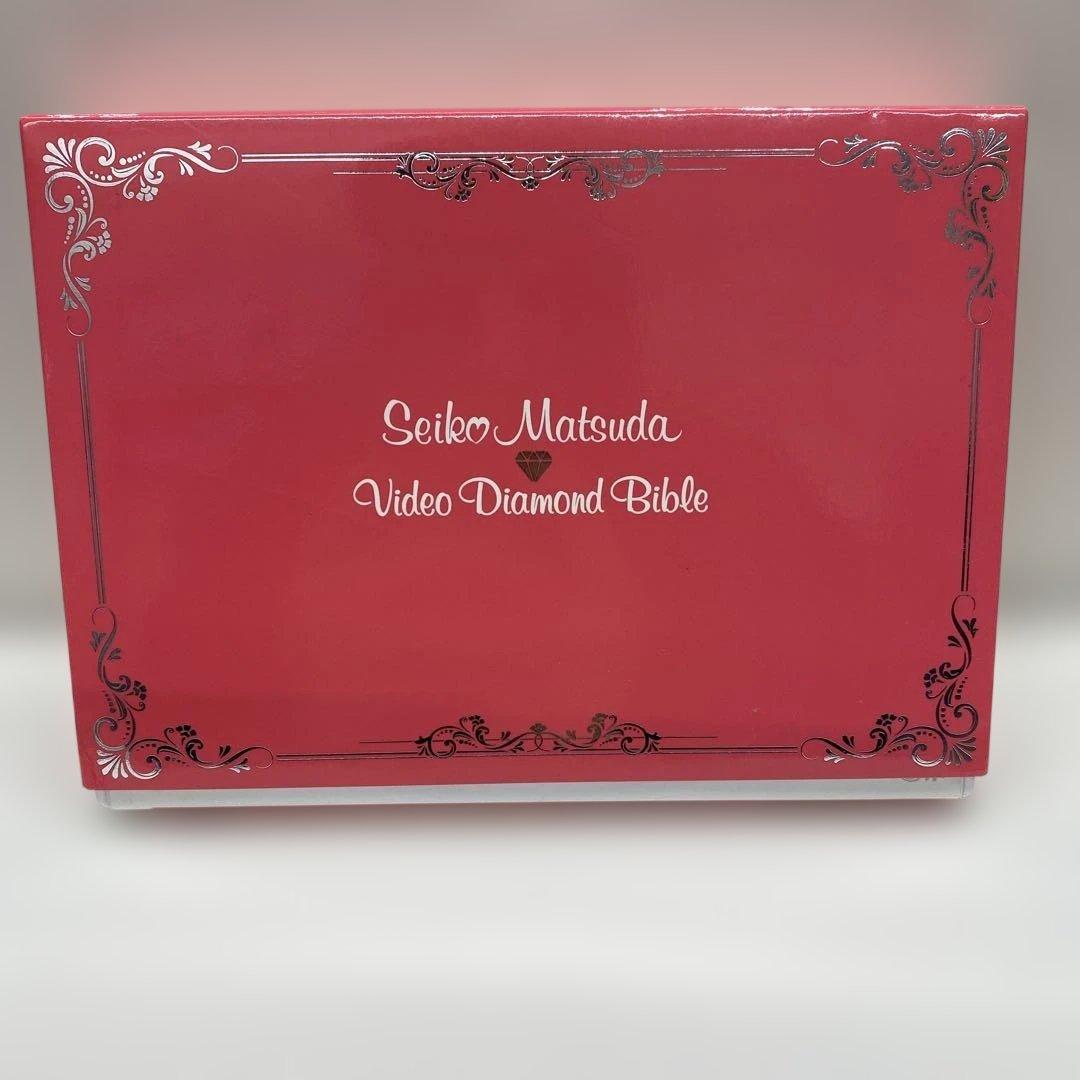 Seiko Matsuda
Video Diamond Bible